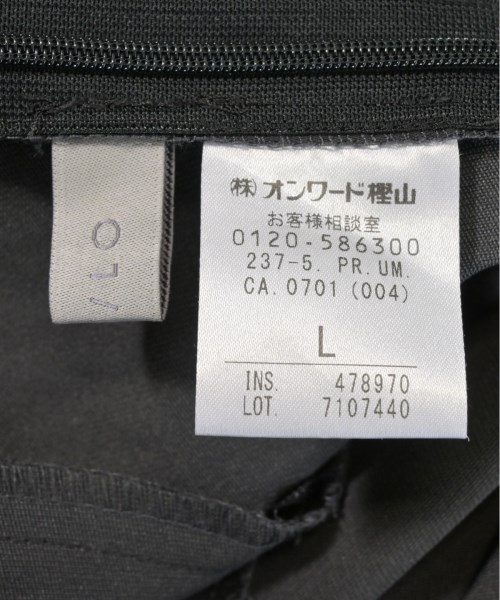 ㈱オンワード樫山
お客様相談室
0120-586300
237-5. PR.UM.
CA.0701 (004)
L
INS. 478970
LOT. 7107440